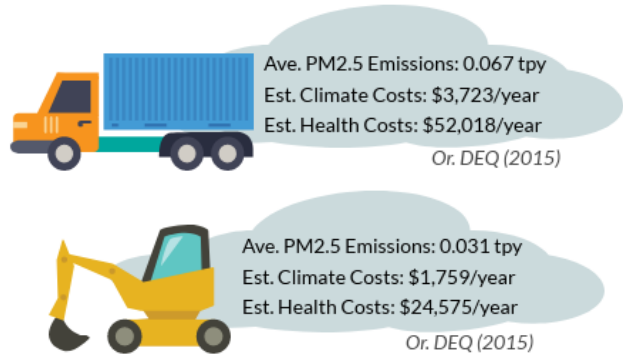 Ave. PM2.5 Emissions: 0.067 tpy
Est. Climate Costs: $3,723/year
Est. Health Costs: $52,018/year
Or. DEQ (2015)
Ave. PM2.5 Emissions: 0.031 tpy
Est. Climate Costs: $1,759/year
Est. Health Costs: $24,575/year
Or. DEQ (2015)